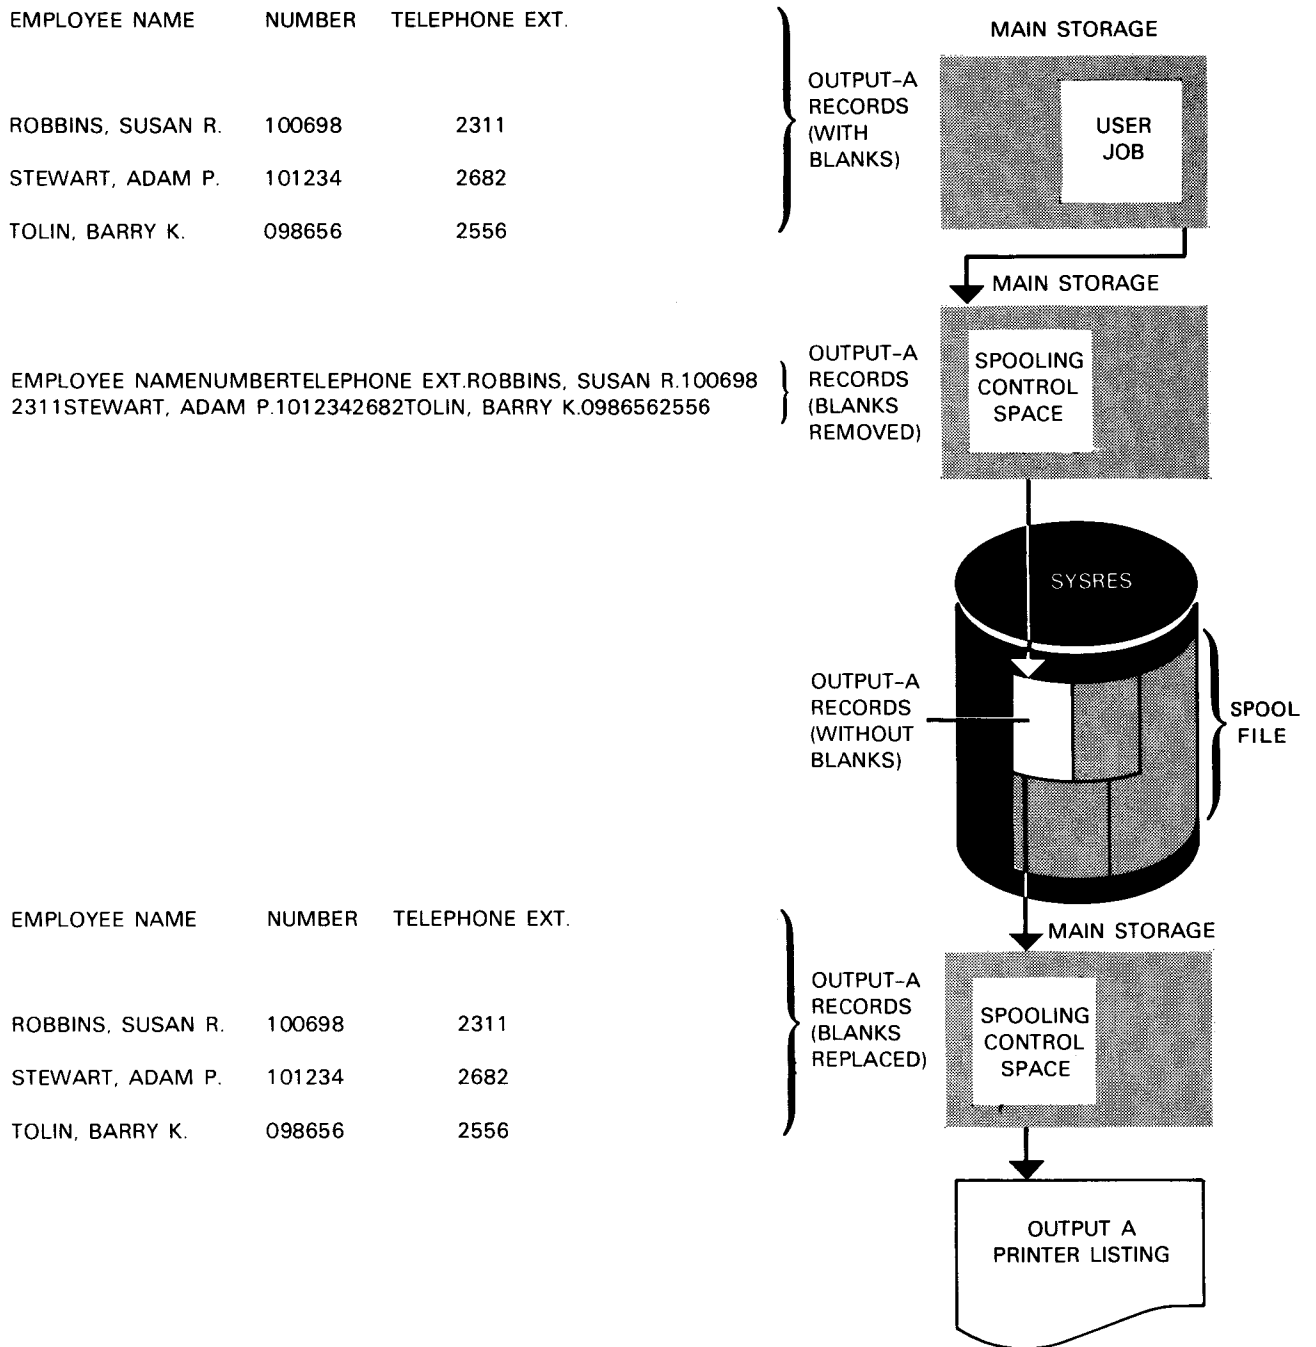 EMPLOYEE NAME NUMBER TELEPHONE EXT.
ROBBINS, SUSAN R. 100698 2311
STEWART, ADAM P. 101234 2682
TOLIN, BARRY K. 098656 2556
OUTPUT-A
RECORDS
(WITH
BLANKS)
MAIN STORAGE
USER
JOB
MAIN STORAGE
EMPLOYEE NAMENUMBERTELEPHONE EXT.ROBBINS, SUSAN R.100698
2311STEWART, ADAM P.1012342682TOLIN, BARRY K.0986562556
OUTPUT-A
RECORDS
(BLANKS
REMOVED)
SPOOLING
CONTROL
SPACE
SYSRES
OUTPUT-A
RECORDS
(WITHOUT
BLANKS)
SPOOL
FILE
EMPLOYEE NAME NUMBER TELEPHONE EXT.
ROBBINS, SUSAN R. 100698 2311
STEWART, ADAM P. 101234 2682
TOLIN, BARRY K. 098656 2556
OUTPUT-A
RECORDS
(BLANKS
REPLACED)
MAIN STORAGE
SPOOLING
CONTROL
SPACE
OUTPUT A
PRINTER LISTING